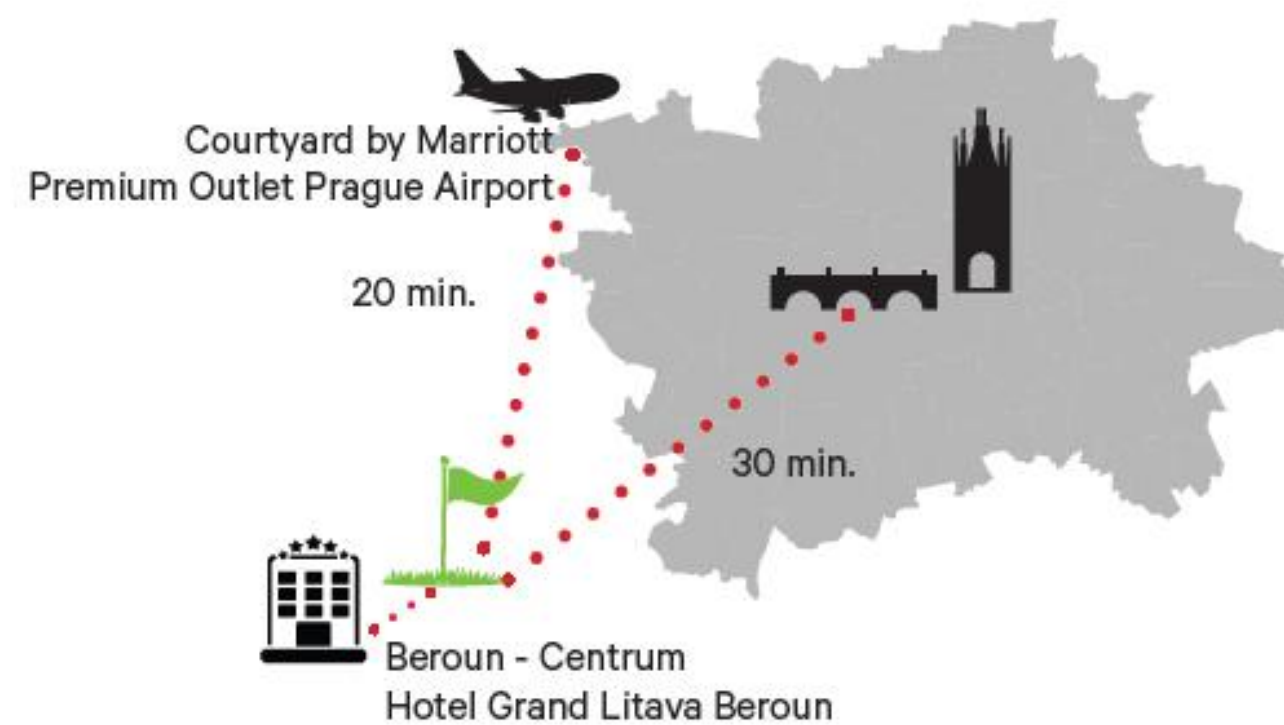 Courtyard by Marriott
Premium Outlet Prague Airport
20 min.
30 min.
Beroun - Centrum
Hotel Grand Litava Beroun